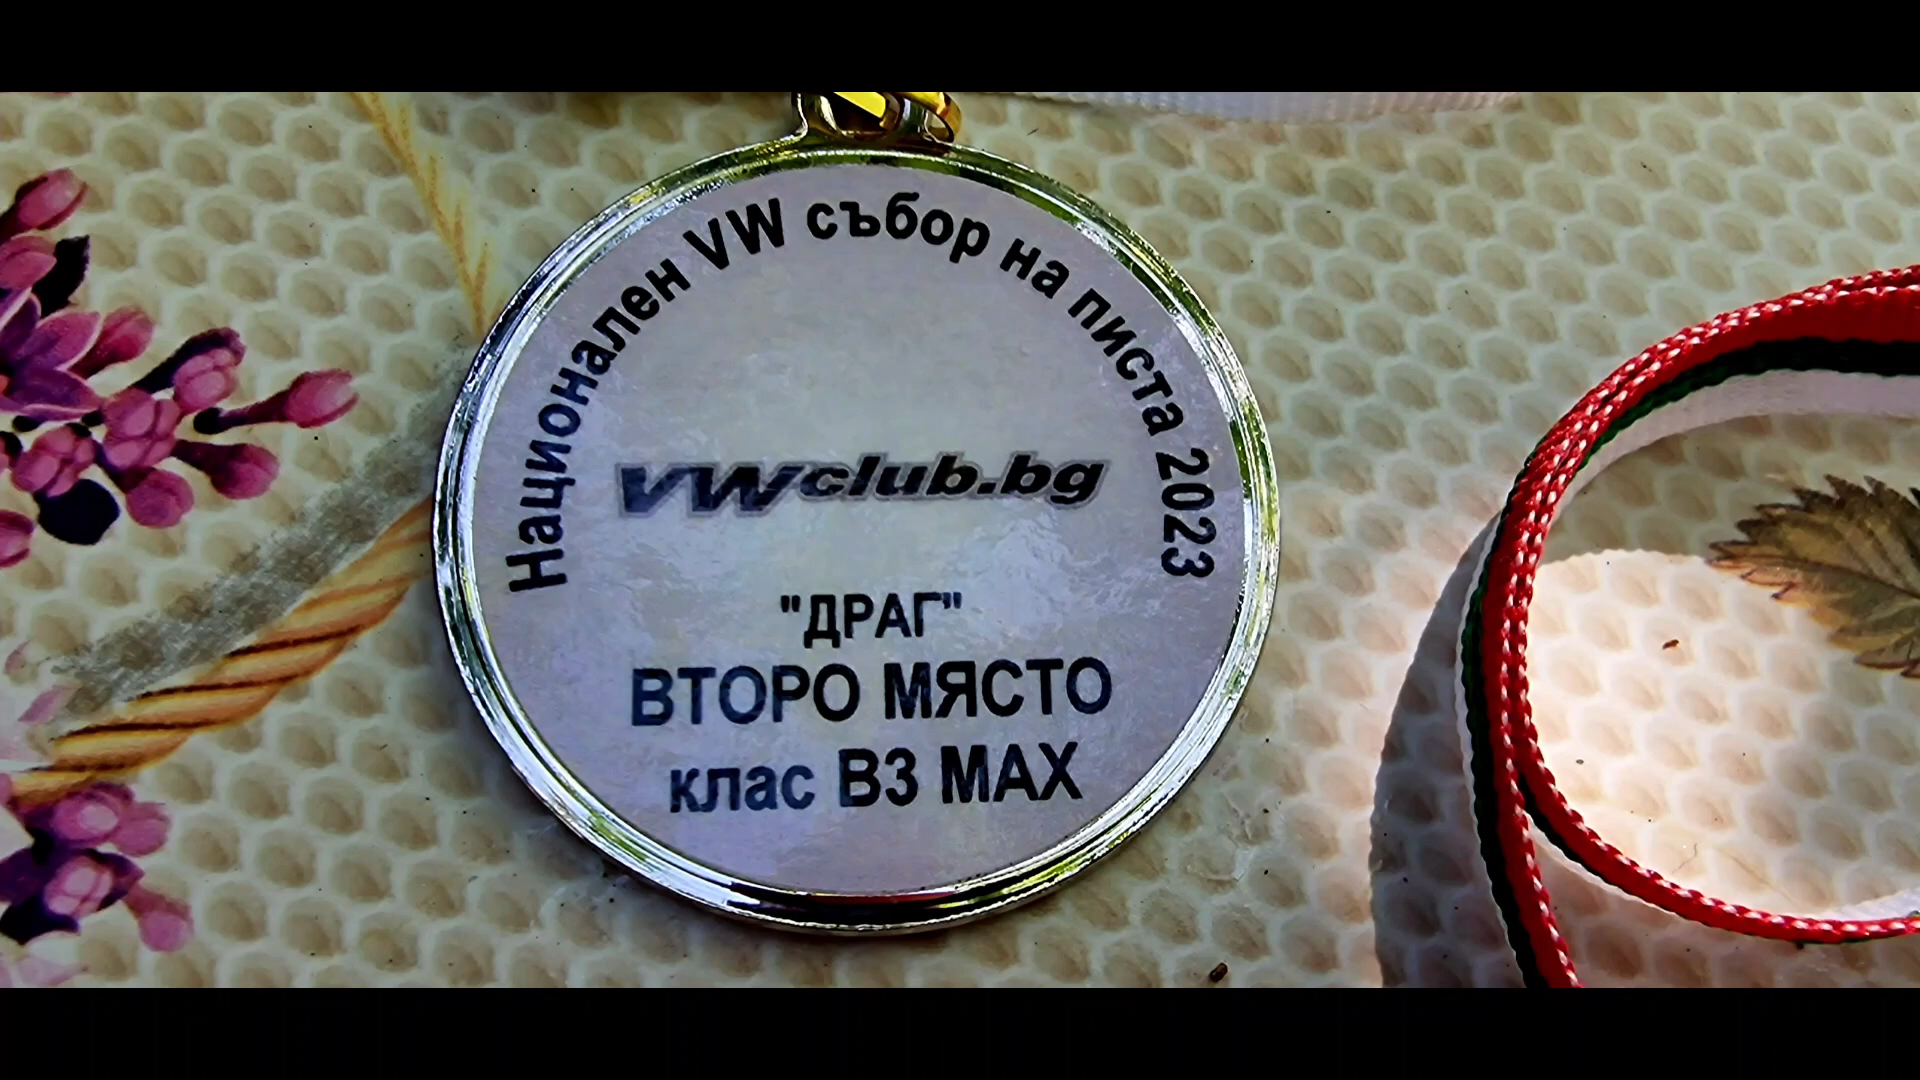 Национален VW събор на писта 2023
vwclub.bg
"ДРАГ"
ВТОРО МЯСТО
клас B3 MAX